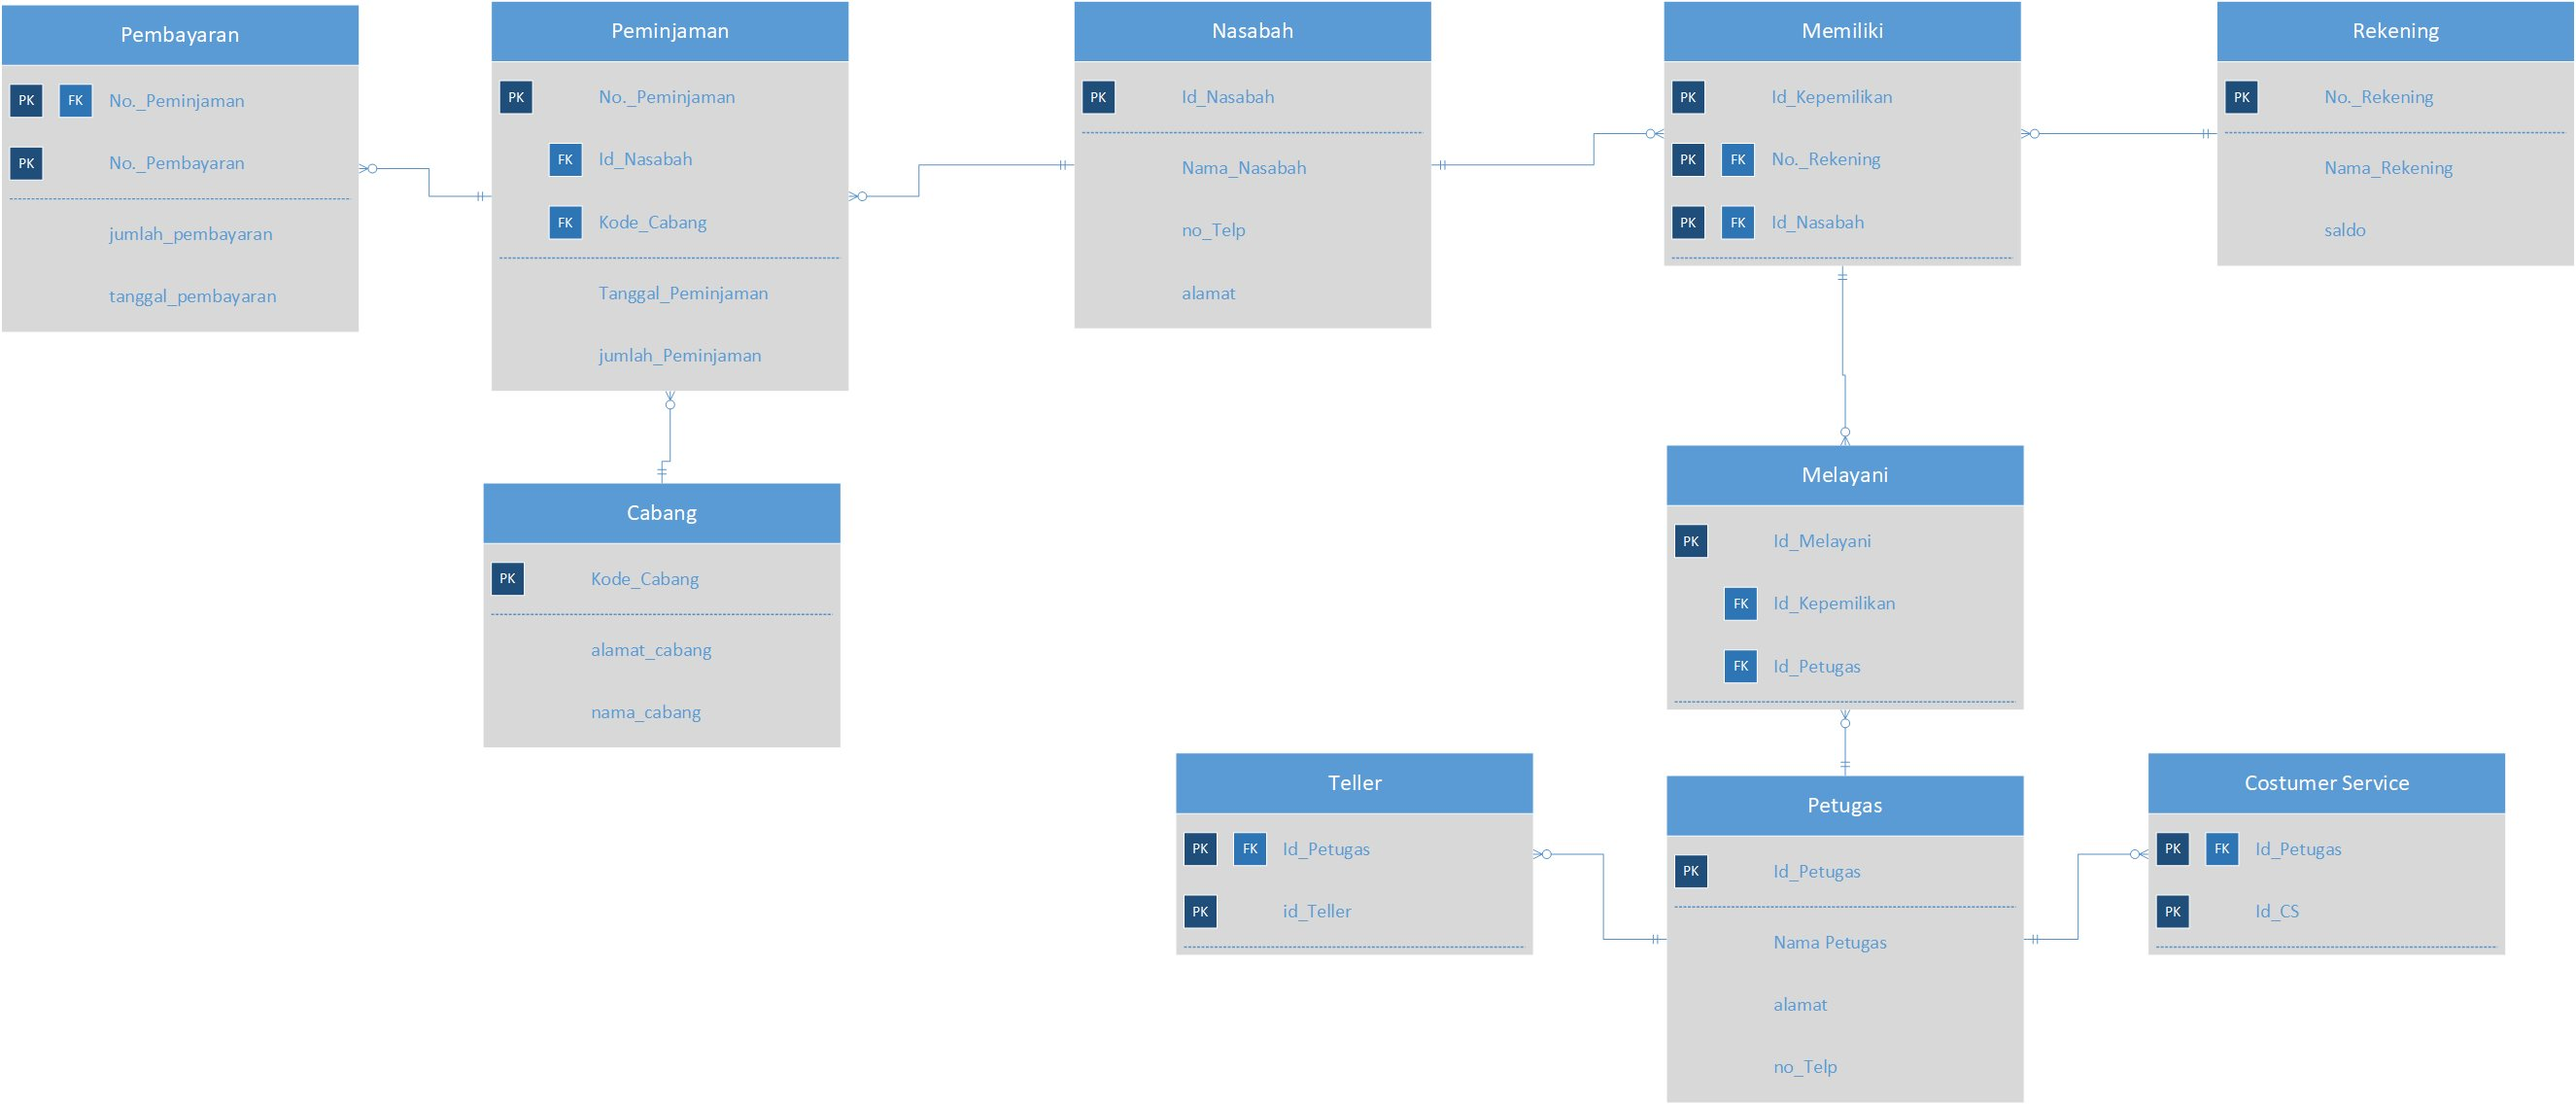 Pembayaran
PK FK No._Peminjaman
PK No._Pembayaran
jumlah_pembayaran
tanggal_pembayaran
Peminjaman
PK No._Peminjaman
FK Id_Nasabah
FK Kode_Cabang
Tanggal_Peminjaman
jumlah_Peminjaman
Nasabah
PK Id_Nasabah
Nama_Nasabah
no_Telp
alamat
Memiliki
PK Id_Kepemilikan
PK FK No._Rekening
PK FK Id_Nasabah
Rekening
PK No._Rekening
Nama_Rekening
saldo
Cabang
PK Kode_Cabang
alamat_cabang
nama_cabang
Melayani
PK Id_Melayani
FK Id_Kepemilikan
FK Id_Petugas
Teller
PK FK Id_Petugas
PK id_Teller
Petugas
PK Id_Petugas
Nama Petugas
alamat
no_Telp
Costumer Service
PK FK Id_Petugas
PK Id_CS